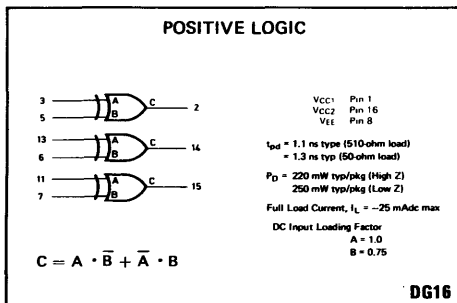 POSITIVE LOGIC
3 A C 2
5 B
13 A C 14
6 B
11 A C 15
7 B
C = A · B̅ + A̅ · B
VCC1 Pin 1
VCC2 Pin 16
VEE Pin 8
tpd = 1.1 ns type (510-ohm load)
= 1.3 ns typ (50-ohm load)
PD = 220 mW typ/pkg (High Z)
250 mW typ/pkg (Low Z)
Full Load Current, IL = −25 mAdc max
DC Input Loading Factor
A = 1.0
B = 0.75
DG16